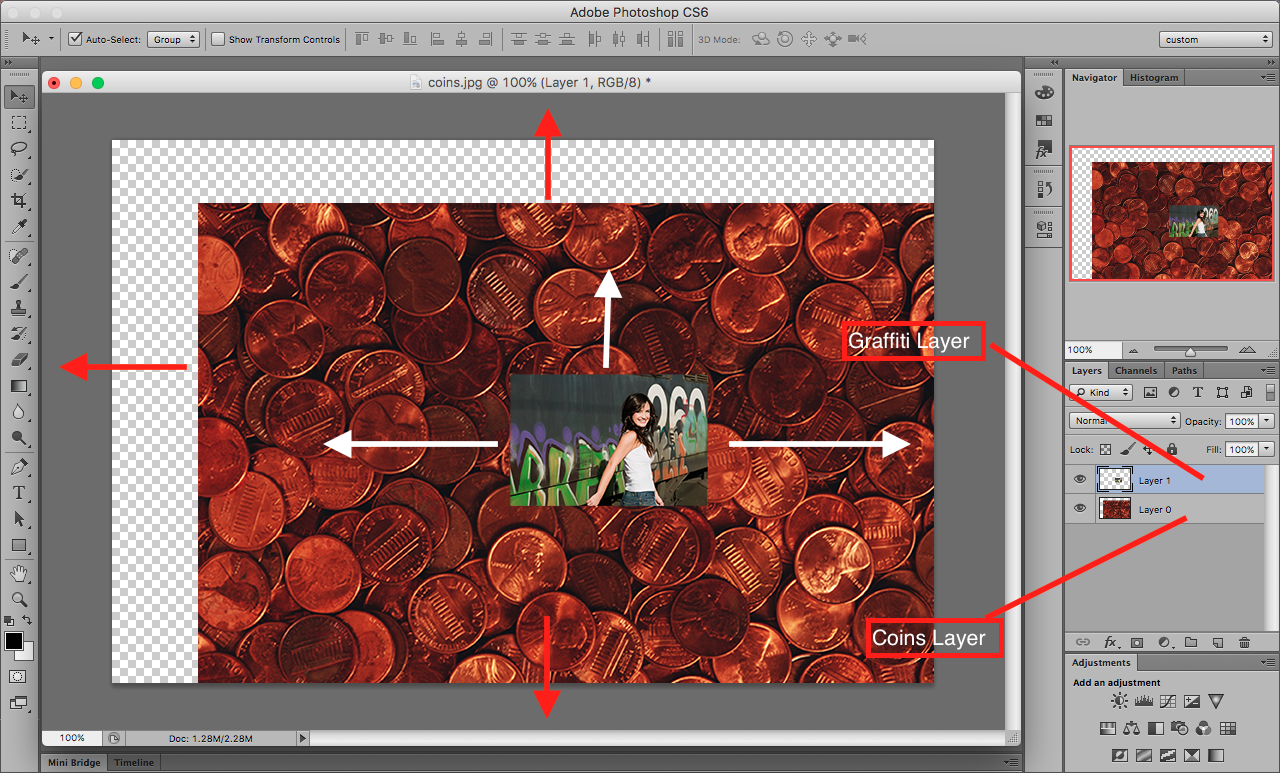 Adobe Photoshop CS6
Auto-Select: Group Show Transform Controls 3D Mode: custom
coins.jpg @ 100% (Layer 1, RGB/8) *
Navigator Histogram
260
Graffiti Layer
100%
Layers Channels Paths
Kind
Normal Opacity: 100%
Lock: Fill: 100%
Layer 1
Layer 0
Coins Layer
fx
Adjustments
Add an adjustment
100% Doc: 1.28M/2.28M
Mini Bridge Timeline